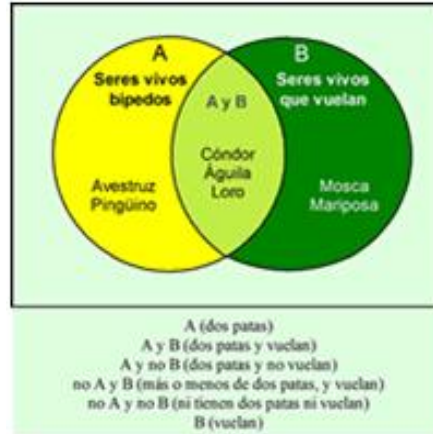 A
Seres vivos
bípedos
A y B
B
Seres vivos
que vuelan
Avestruz
Pingüino
Cóndor
Águila
Loro
Mosca
Mariposa
A (dos patas)
A y B (dos patas y vuelan)
A y no B (dos patas y no vuelan)
no A y B (más o menos de dos patas, y vuelan)
no A y no B (ni tienen dos patas ni vuelan)
B (vuelan)